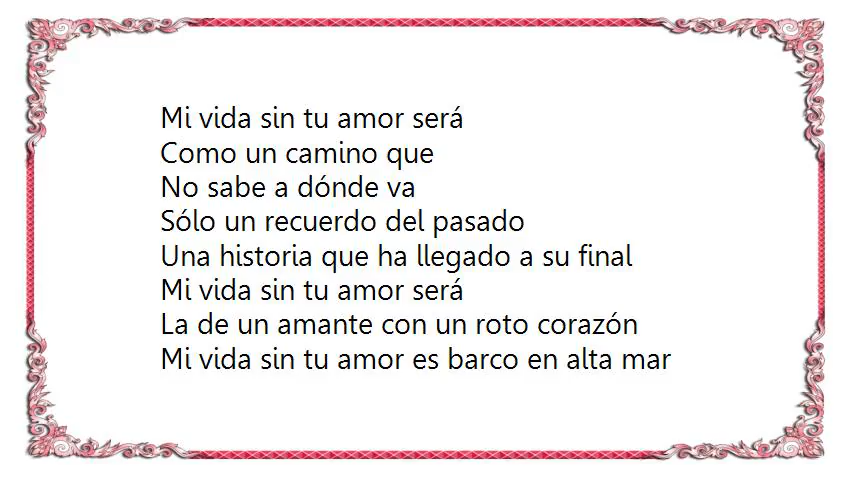 Mi vida sin tu amor será
Como un camino que
No sabe a dónde va
Sólo un recuerdo del pasado
Una historia que ha llegado a su final
Mi vida sin tu amor será
La de un amante con un roto corazón
Mi vida sin tu amor es barco en alta mar